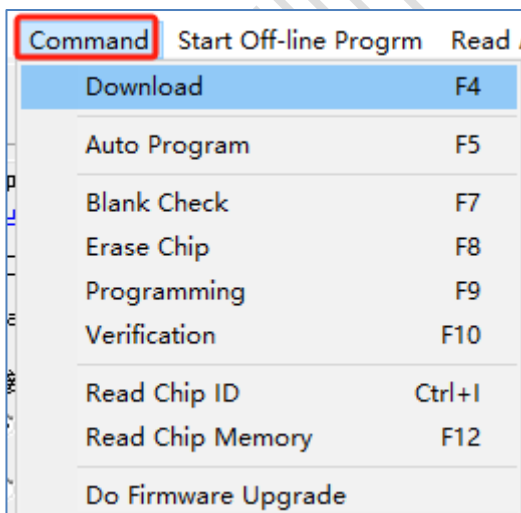 Command Start Off-line Progrm Read
Download F4
Auto Program F5
Blank Check F7
Erase Chip F8
Programming F9
Verification F10
Read Chip ID Ctrl+I
Read Chip Memory F12
Do Firmware Upgrade